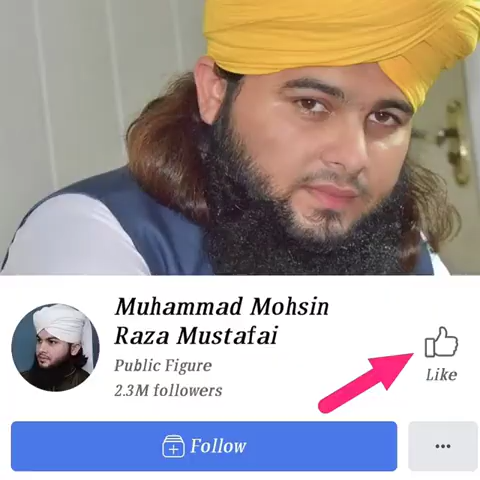 Muhammad Mohsin
Raza Mustafai
Public Figure
2.3M followers
Like
Follow